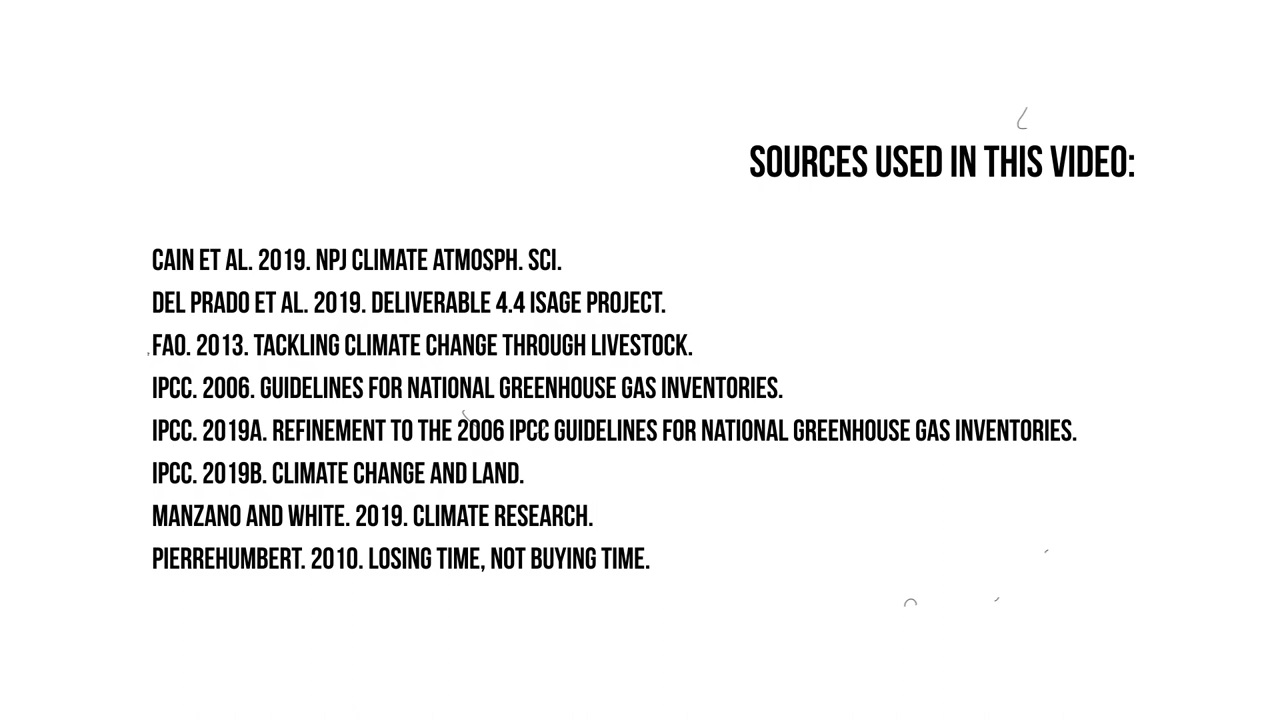 SOURCES USED IN THIS VIDEO:
CAIN ET AL. 2019. NPJ CLIMATE ATMOSPH. SCI.
DEL PRADO ET AL. 2019. DELIVERABLE 4.4 ISAGE PROJECT.
FAO. 2013. TACKLING CLIMATE CHANGE THROUGH LIVESTOCK.
IPCC. 2006. GUIDELINES FOR NATIONAL GREENHOUSE GAS INVENTORIES.
IPCC. 2019A. REFINEMENT TO THE 2006 IPCC GUIDELINES FOR NATIONAL GREENHOUSE GAS INVENTORIES.
IPCC. 2019B. CLIMATE CHANGE AND LAND.
MANZANO AND WHITE. 2019. CLIMATE RESEARCH.
PIERREHUMBERT. 2010. LOSING TIME, NOT BUYING TIME.